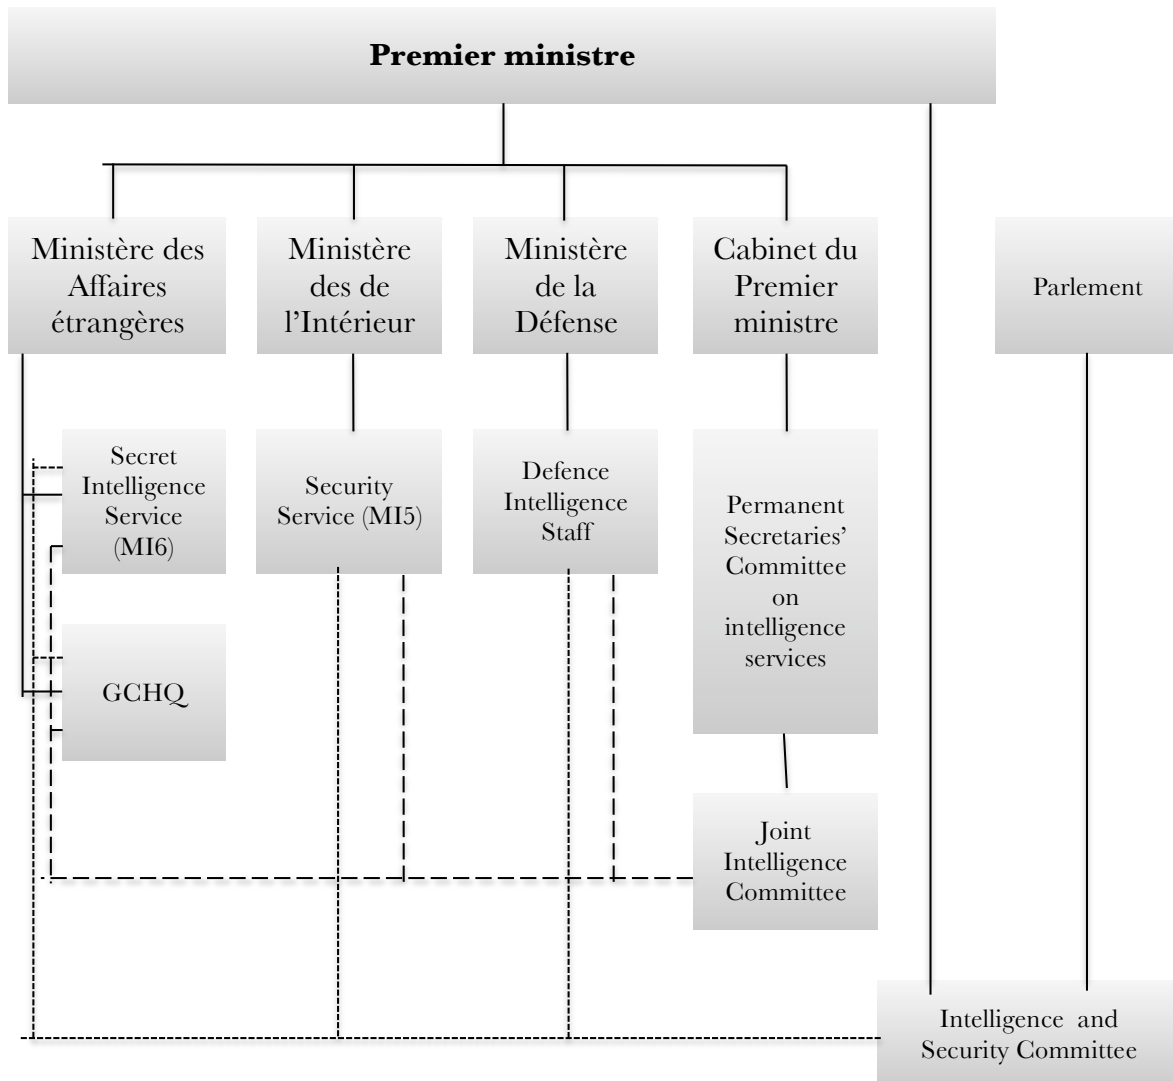 Premier ministre
Ministère des
Affaires
étrangères
Ministère
des de
l’Intérieur
Ministère
de la
Défense
Cabinet du
Premier
ministre
Parlement
Secret
Intelligence
Service
(MI6)
Security
Service (MI5)
Defence
Intelligence
Staff
Permanent
Secretaries’
Committee
on
intelligence
services
GCHQ
Joint
Intelligence
Committee
Intelligence and
Security Committee